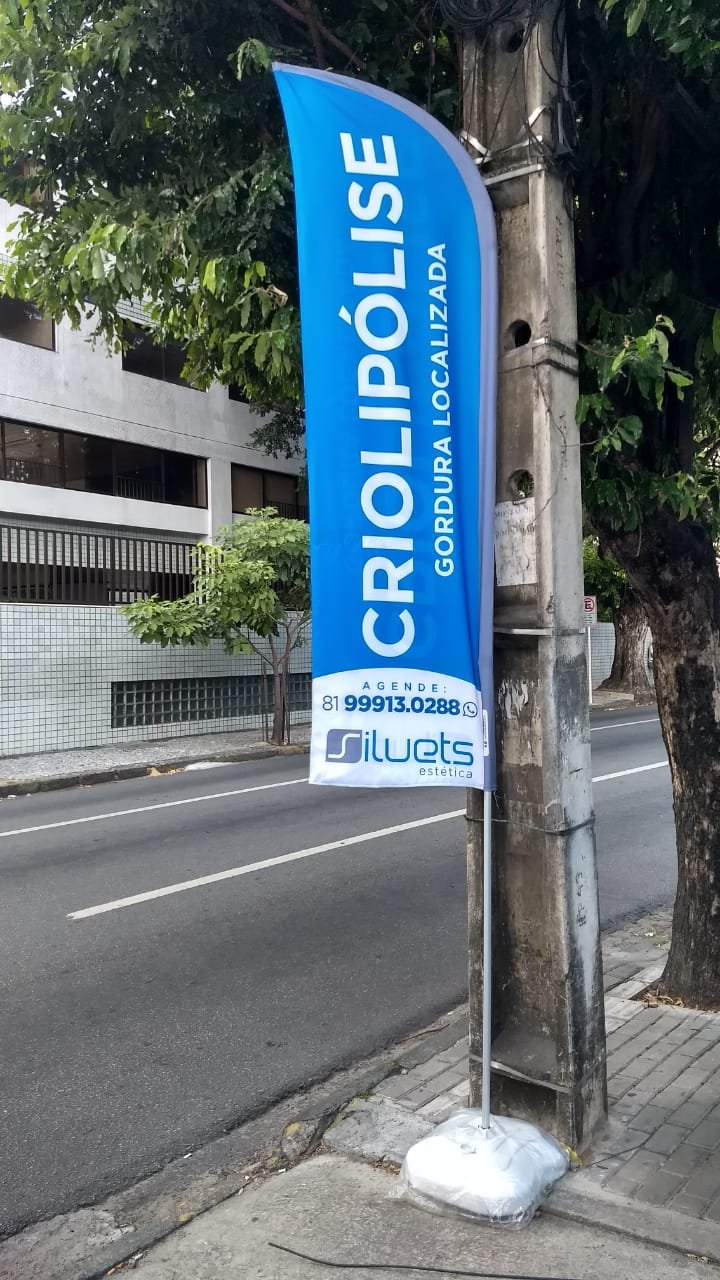 CRIOLIPÓLISE
GORDURA LOCALIZADA
AGENDE:
81 99913.0288
Siluets
estética